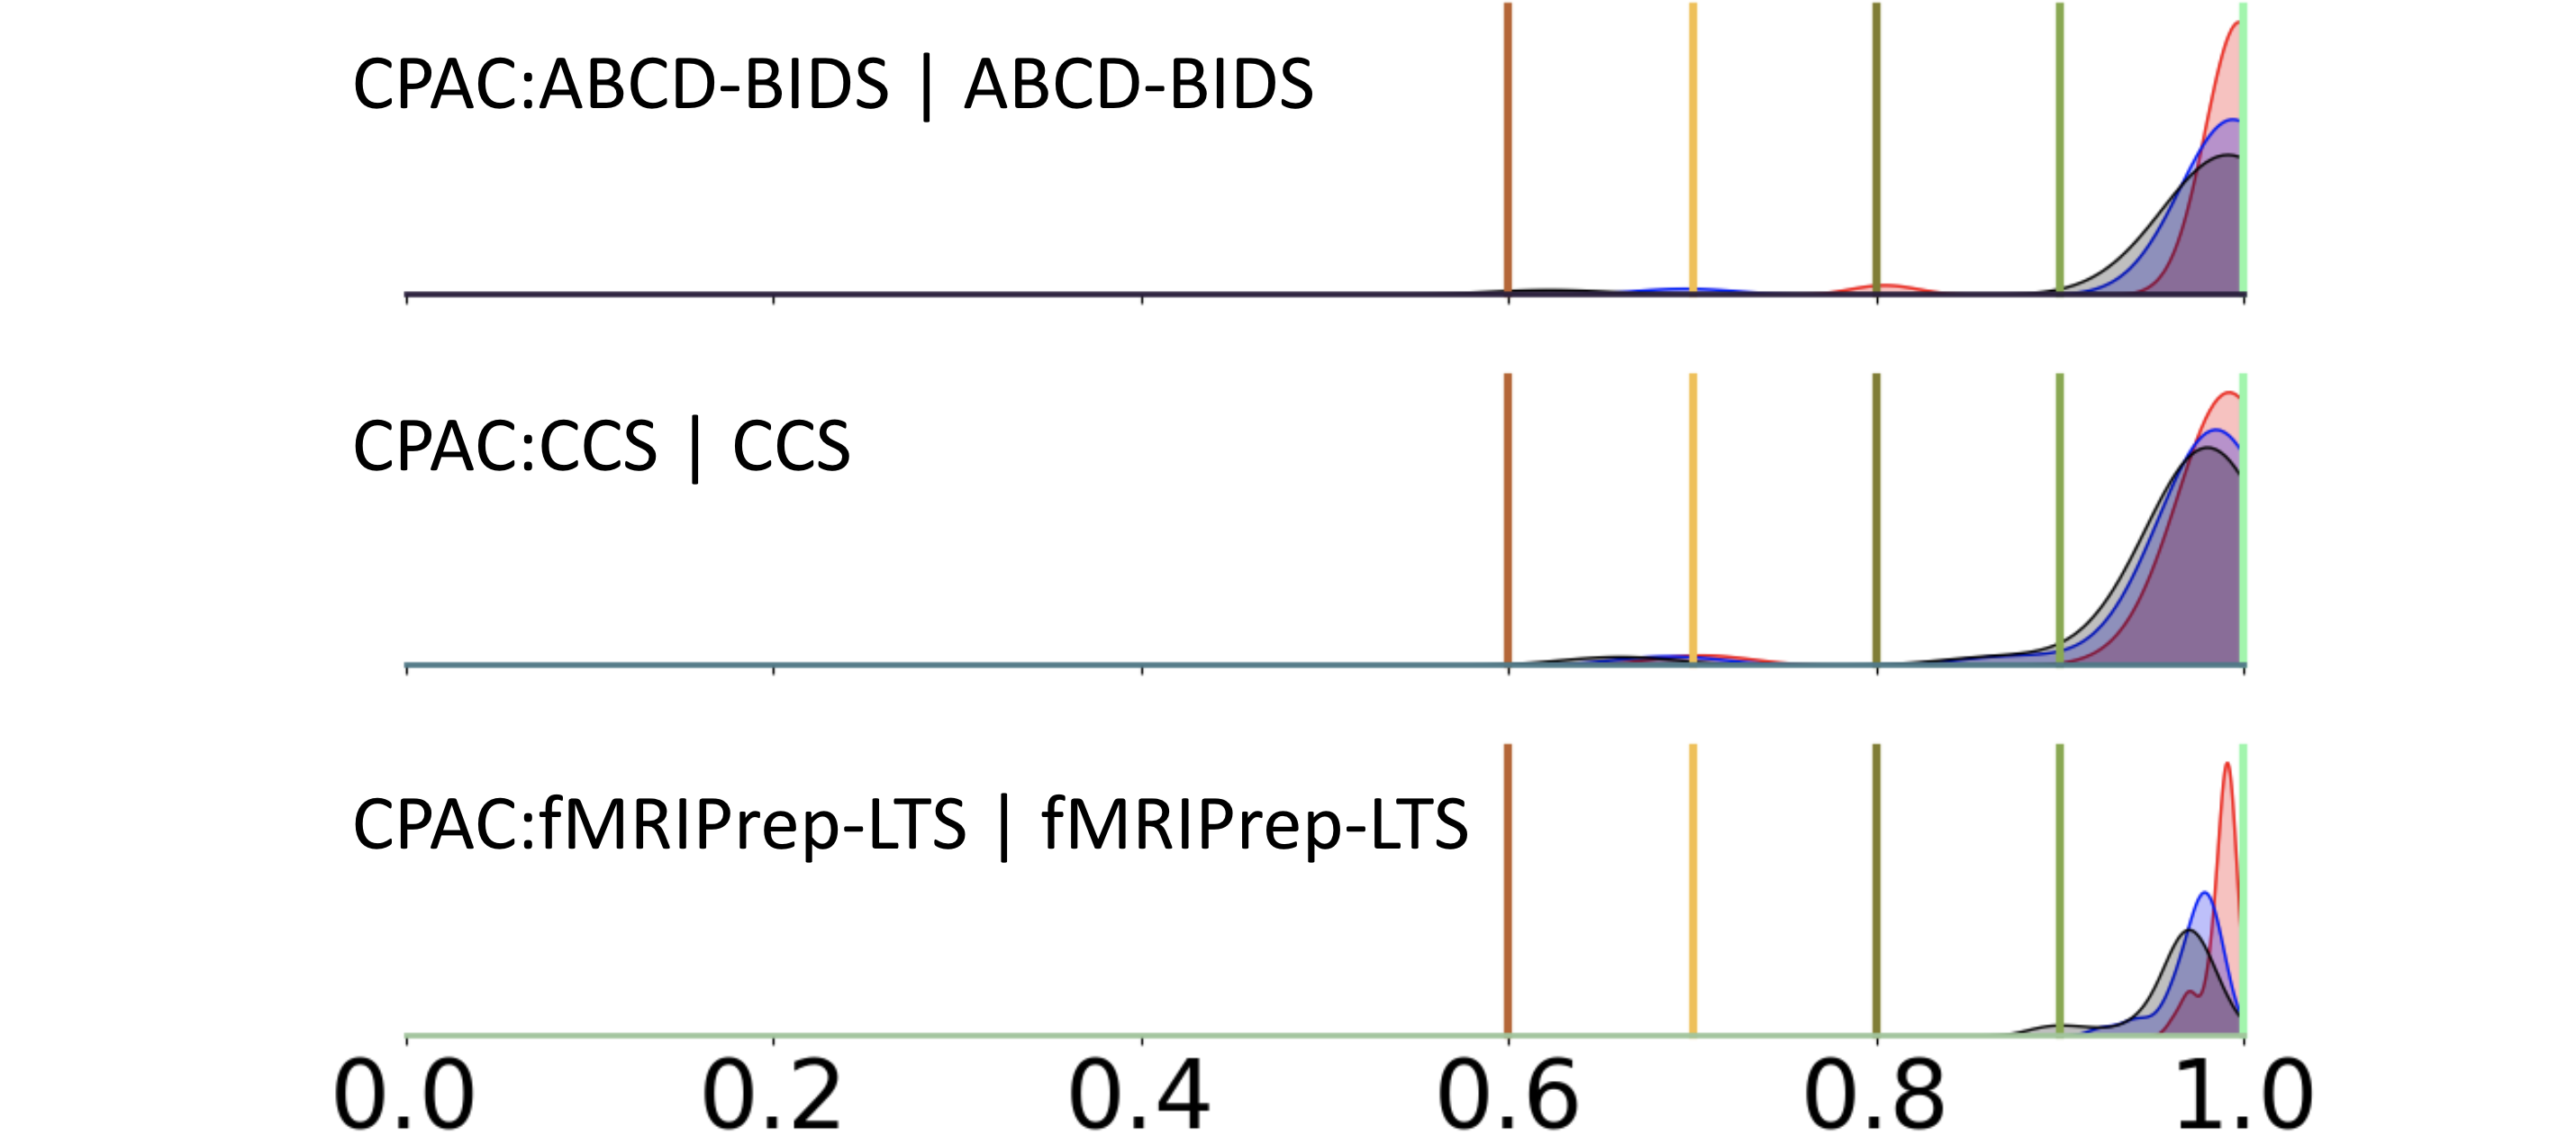 CPAC:ABCD-BIDS | ABCD-BIDS
CPAC:CCS | CCS
CPAC:fMRIPrep-LTS | fMRIPrep-LTS
0.0 0.2 0.4 0.6 0.8 1.0